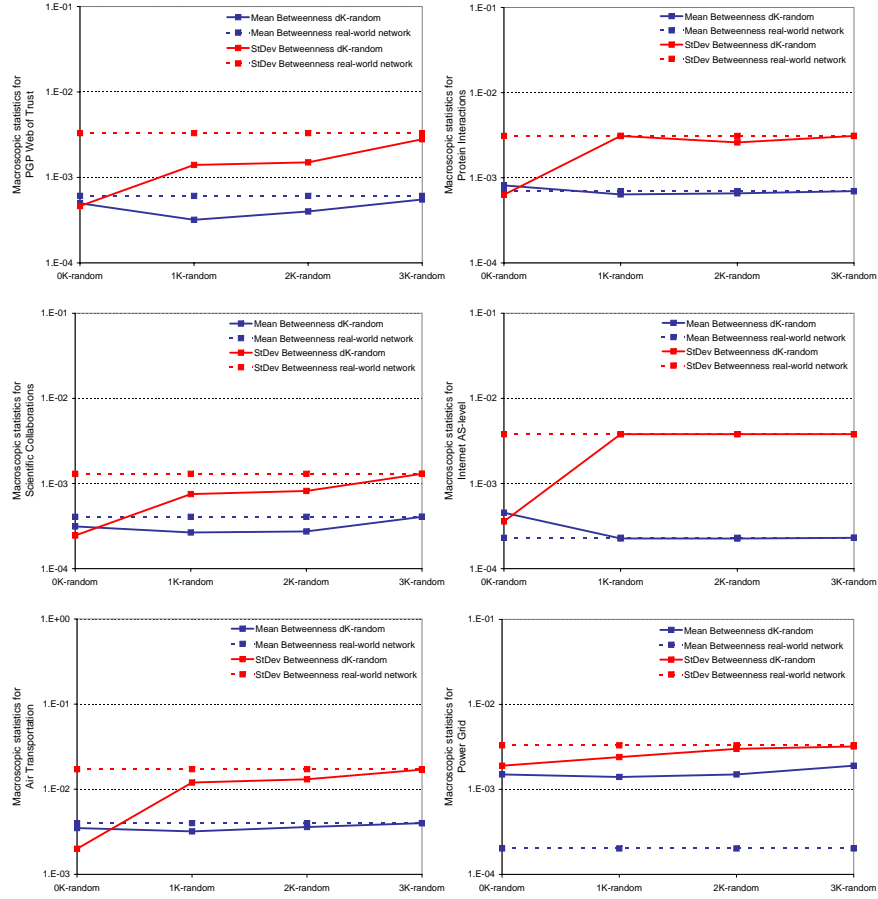 1.E-01
1.E-02
1.E-03
1.E-04
Macroscopic statistics for
PGP Web of Trust
Mean Betweenness dK-random
Mean Betweenness real-world network
StDev Betweenness dK-random
StDev Betweenness real-world network
0K-random 1K-random 2K-random 3K-random
1.E-01
1.E-02
1.E-03
1.E-04
Macroscopic statistics for
Protein Interactions
Mean Betweenness dK-random
Mean Betweenness real-world network
StDev Betweenness dK-random
StDev Betweenness real-world network
0K-random 1K-random 2K-random 3K-random
1.E-01
1.E-02
1.E-03
1.E-04
Macroscopic statistics for
Scientific Collaborations
Mean Betweenness dK-random
Mean Betweenness real-world network
StDev Betweenness dK-random
StDev Betweenness real-world network
0K-random 1K-random 2K-random 3K-random
1.E-01
1.E-02
1.E-03
1.E-04
Macroscopic statistics for
Internet AS-level
Mean Betweenness dK-random
Mean Betweenness real-world network
StDev Betweenness dK-random
StDev Betweenness real-world network
0K-random 1K-random 2K-random 3K-random
1.E+00
1.E-01
1.E-02
1.E-03
Macroscopic statistics for
Air Transportation
Mean Betweenness dK-random
Mean Betweenness real-world network
StDev Betweenness dK-random
StDev Betweenness real-world network
0K-random 1K-random 2K-random 3K-random
1.E-01
1.E-02
1.E-03
1.E-04
Macroscopic statistics for
Power Grid
Mean Betweenness dK-random
Mean Betweenness real-world network
StDev Betweenness dK-random
StDev Betweenness real-world network
0K-random 1K-random 2K-random 3K-random